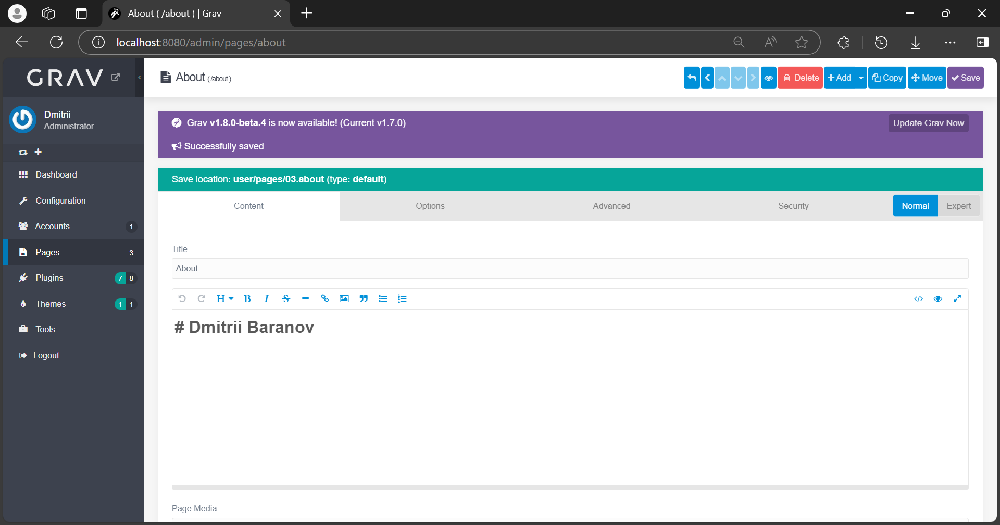 About ( /about ) | Grav
localhost:8080/admin/pages/about
GRAV
About (/about)
Delete
Add
Copy
Move
Save
Dmitrii
Administrator
Grav v1.8.0-beta.4 is now available! (Current v1.7.0)
Update Grav Now
Successfully saved
Dashboard
Configuration
Accounts 1
Pages 3
Plugins 7 8
Themes 1 1
Tools
Logout
Save location: user/pages/03.about (type: default)
Content
Options
Advanced
Security
Normal
Expert
Title
About
H B I S
# Dmitrii Baranov
Page Media